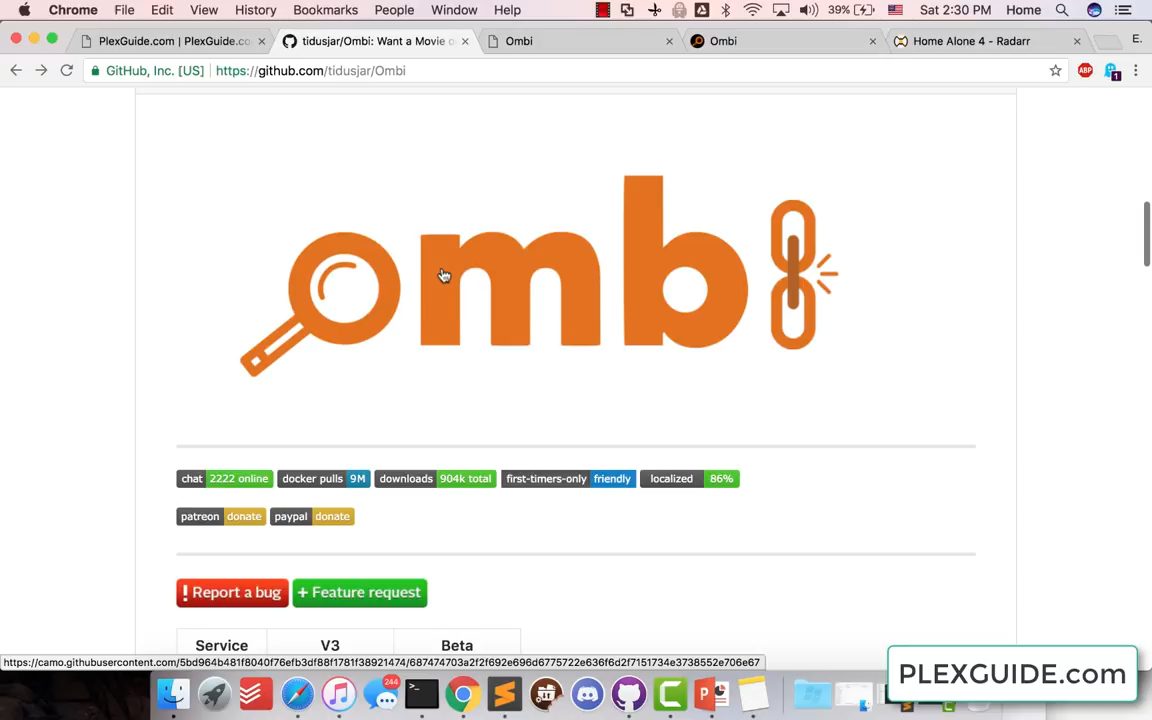 Chrome File Edit View History Bookmarks People Window Help 39% Sat 2:30 PM Home
PlexGuide.com | PlexGuide.co... tidusjar/Ombi: Want a Movie o Ombi Ombi Home Alone 4 - Radarr E.
GitHub, Inc. [US] https://github.com/tidusjar/Ombi ABP 1
ombi
chat 2222 online docker pulls 9M downloads 904k total first-timers-only friendly localized 86%
patreon donate paypal donate
! Report a bug + Feature request
Service V3 Beta
https://camo.githubusercontent.com/5bd964b481f8040f76efb3df88f1781f38921474/687474703a2f2f692e696d6775722e636f6d2f7151734e3738552e706e67
PLEXGUIDE.com
244